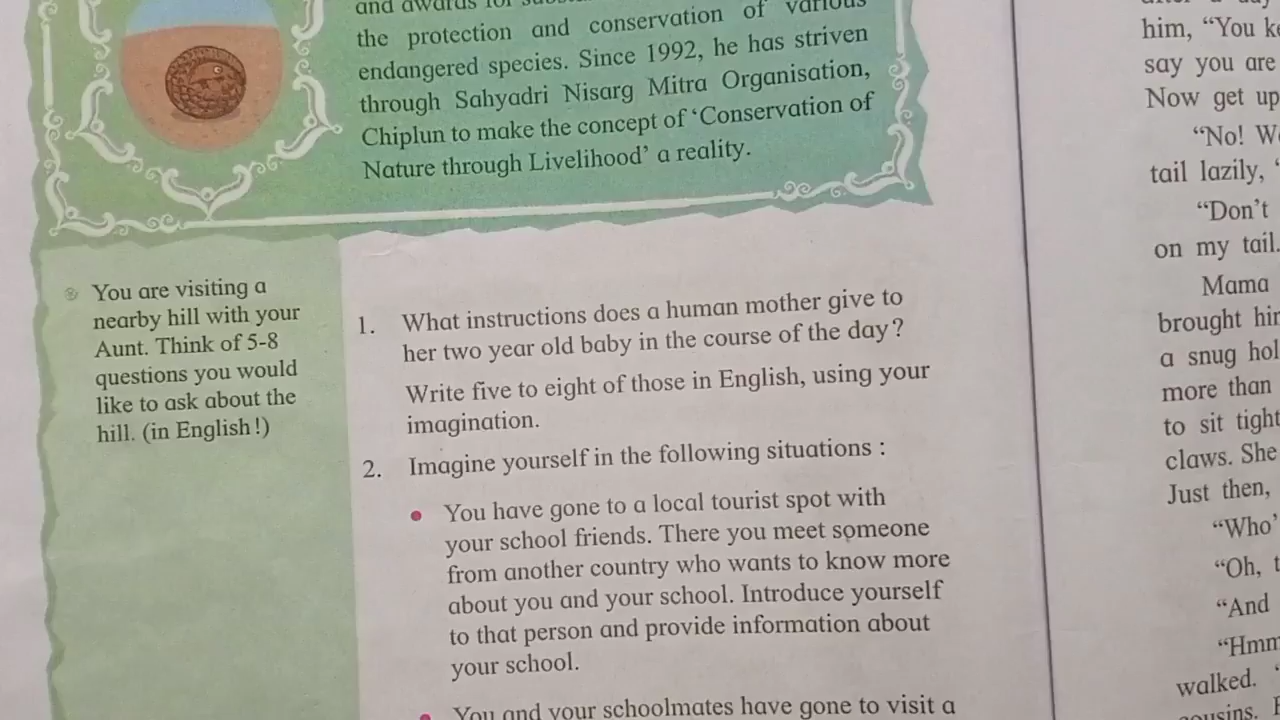 and awards for
the protection and conservation of various
endangered species. Since 1992, he has striven
through Sahyadri Nisarg Mitra Organisation,
Chiplun to make the concept of ‘Conservation of
Nature through Livelihood’ a reality.
You are visiting a
nearby hill with your
Aunt. Think of 5-8
questions you would
like to ask about the
hill. (in English!)
1. What instructions does a human mother give to
her two year old baby in the course of the day?
Write five to eight of those in English, using your
imagination.
2. Imagine yourself in the following situations :
• You have gone to a local tourist spot with
your school friends. There you meet someone
from another country who wants to know more
about you and your school. Introduce yourself
to that person and provide information about
your school.
• You and your schoolmates have gone to visit a
him, “You
say you are
Now get up
“No!
tail lazily,
“Don’t
on my tail.
Mama
brought
a snug
more than
to sit tight
claws. She
Just then,
“Who’
“Oh,
“And
“Hmm
walked.
cousins.